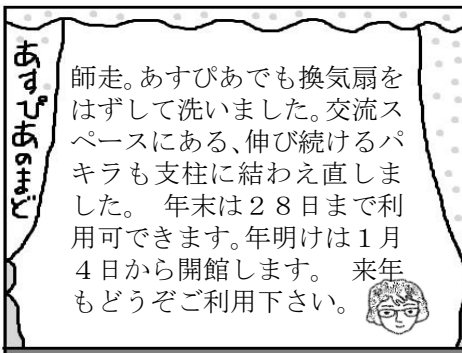 あすぴあのまど
師走。あすぴあでも換気扇を
はずして洗いました。交流ス
ペースにある、伸び続けるパ
キラも支柱に結わえ直しま
した。　年末は２８日まで利
用可できます。年明けは１月
４日から開館します。　来年
もどうぞご利用下さい。